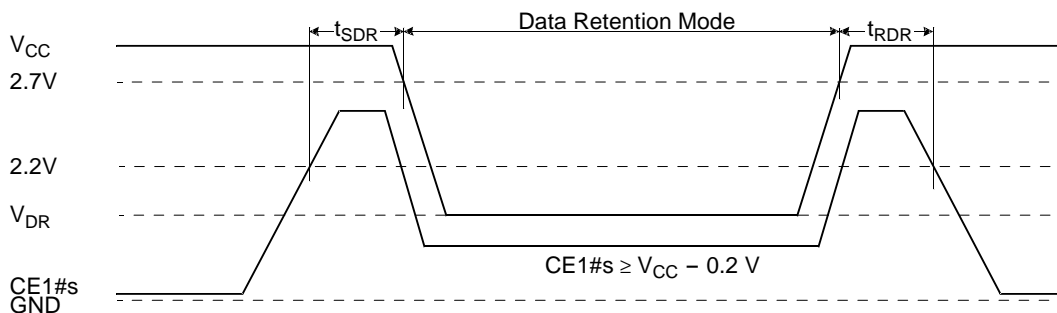 Data Retention Mode
tSDR
tRDR
VCC
2.7V
2.2V
VDR
CE1#s ≥ VCC − 0.2 V
CE1#s
GND